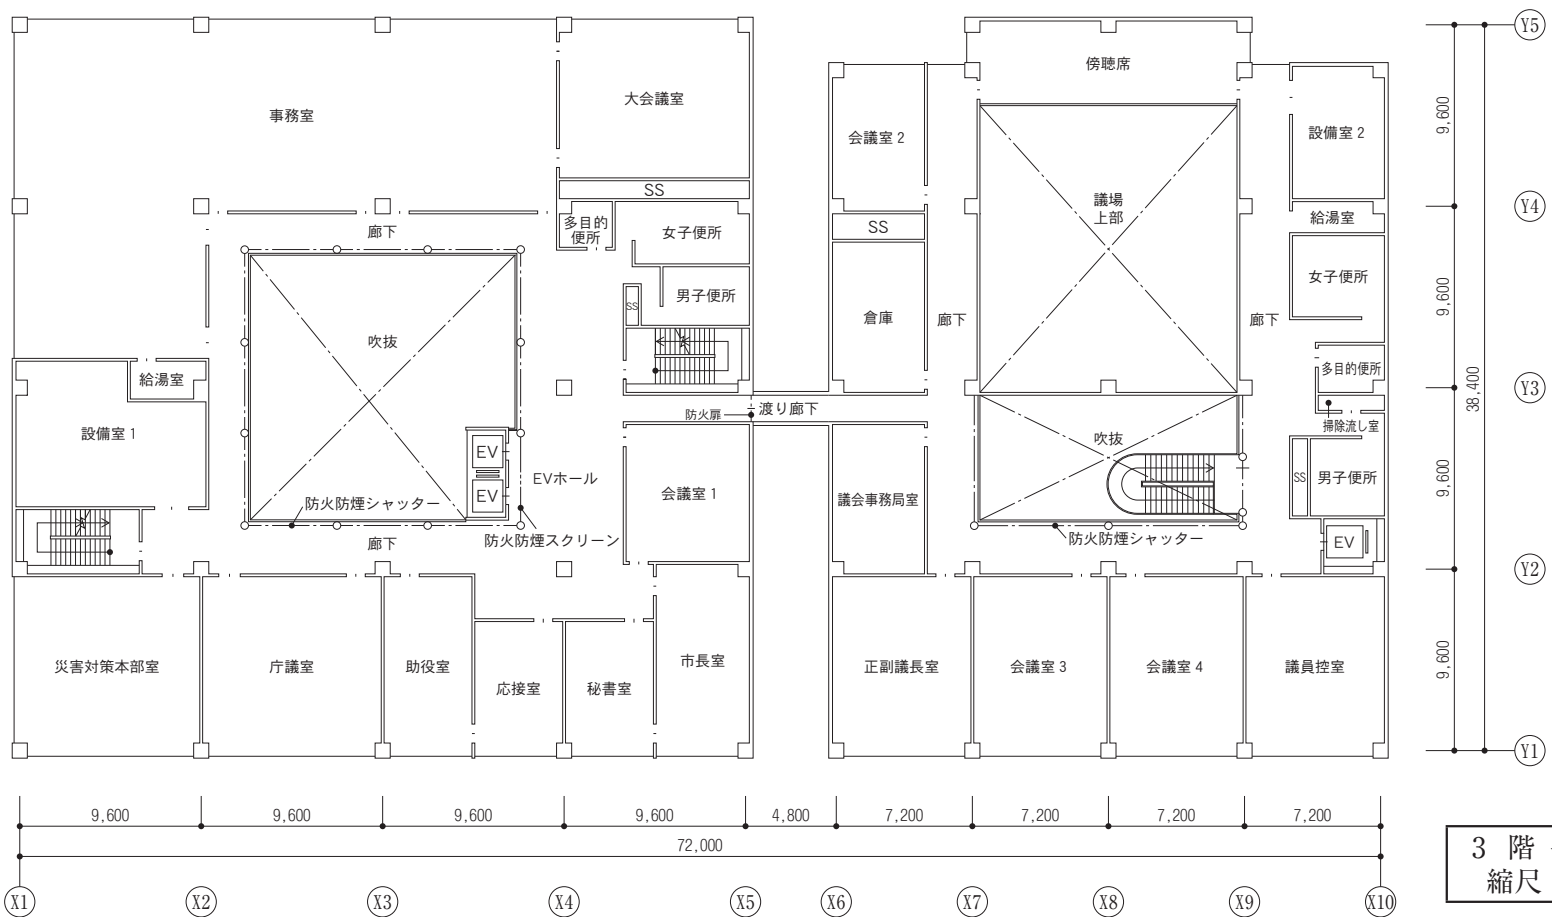 Y5
傍聴席
大会議室
事務室
9,600
会議室 2
設備室 2
SS
議場
上部
Y4
給湯室
多目的
便所
女子便所
廊下
SS
女子便所
9,600
男子便所
SS
倉庫
廊下
廊下
吹抜
多目的便所
給湯室
Y3
38,400
渡り廊下
防火扉
掃除流し室
設備室 1
吹抜
EV
EVホール
SS
男子便所
9,600
EV
会議室 1
議会事務局室
防火防煙シャッター
防火防煙スクリーン
防火防煙シャッター
廊下
EV
Y2
災害対策本部室
庁議室
助役室
応接室
秘書室
市長室
正副議長室
会議室 3
会議室 4
議員控室
9,600
Y1
9,600
9,600
9,600
9,600
4,800
7,200
7,200
7,200
7,200
72,000
3 階
縮尺
X1
X2
X3
X4
X5
X6
X7
X8
X9
X10